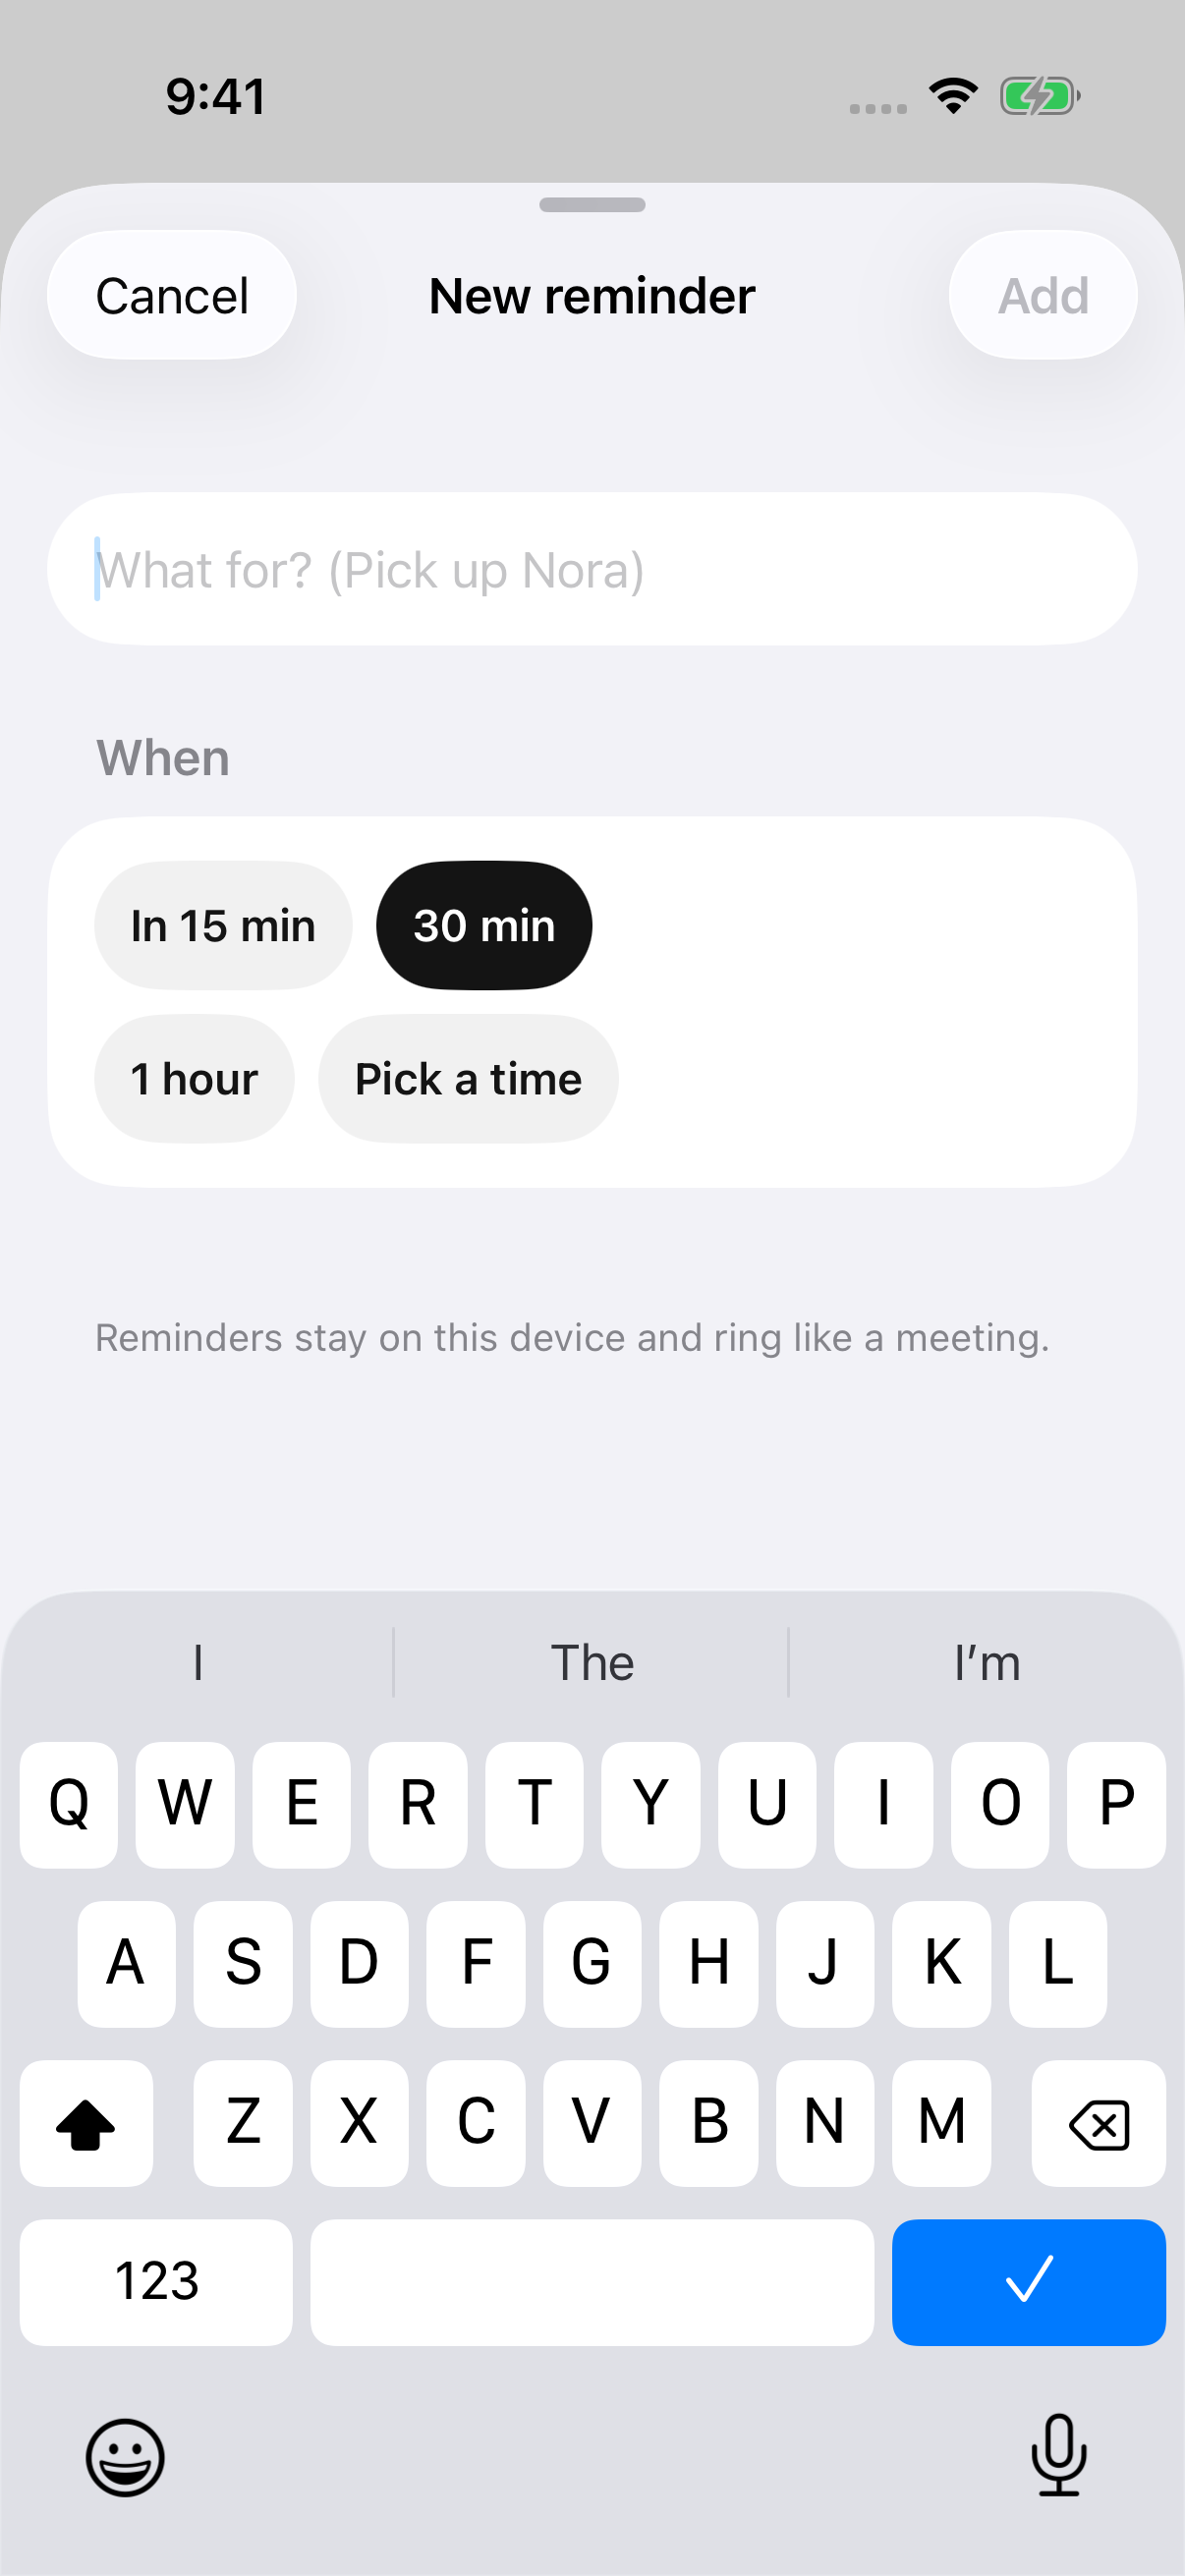 9:41
Cancel New reminder Add
What for? (Pick up Nora)
When
In 15 min 30 min
1 hour Pick a time
Reminders stay on this device and ring like a meeting.
I The I’m
Q W E R T Y U I O P
A S D F G H J K L
Z X C V B N M
123